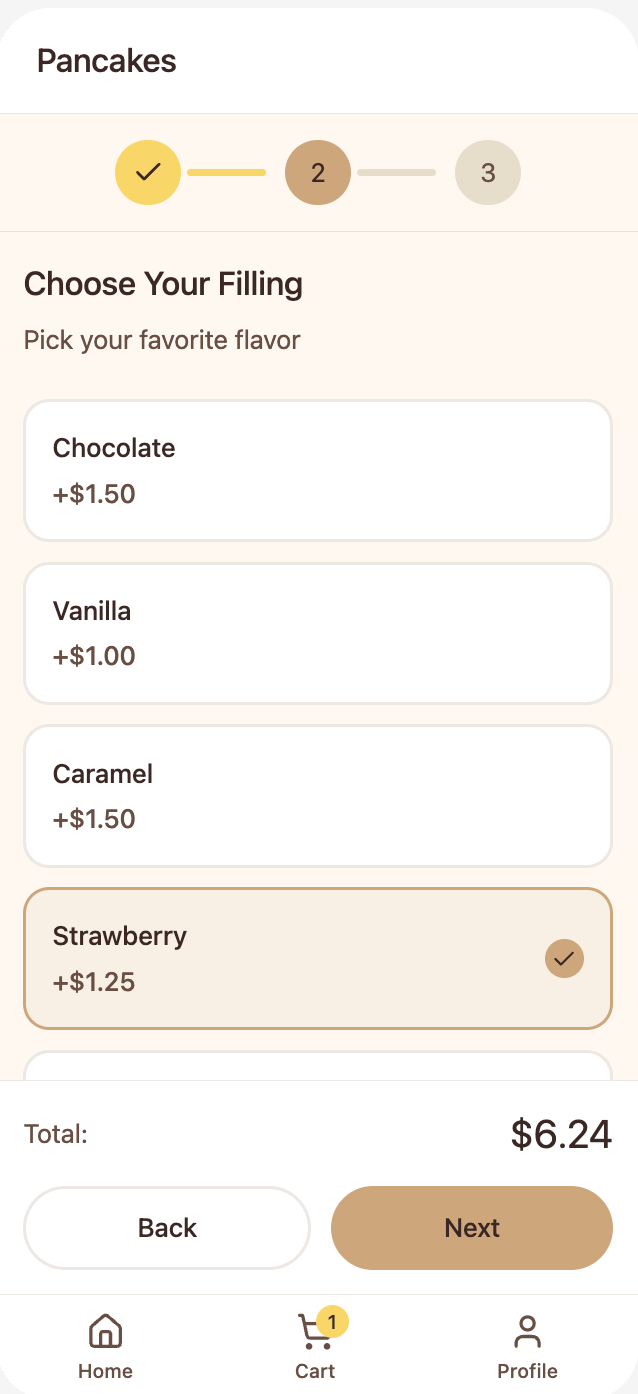 Pancakes
2
3
Choose Your Filling
Pick your favorite flavor
Chocolate
+$1.50
Vanilla
+$1.00
Caramel
+$1.50
Strawberry
+$1.25
Total:
$6.24
Back
Next
1
Home
Cart
Profile